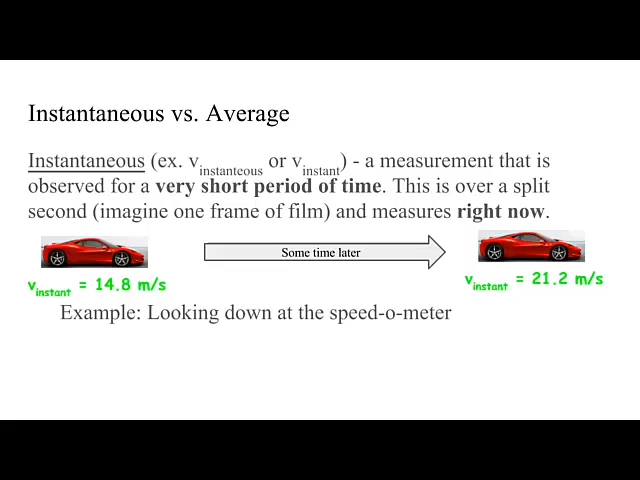 Instantaneous vs. Average
Instantaneous (ex. vinstanteous or vinstant) - a measurement that is
observed for a very short period of time. This is over a split
second (imagine one frame of film) and measures right now.
Some time later
vinstant = 14.8 m/s
vinstant = 21.2 m/s
Example: Looking down at the speed-o-meter